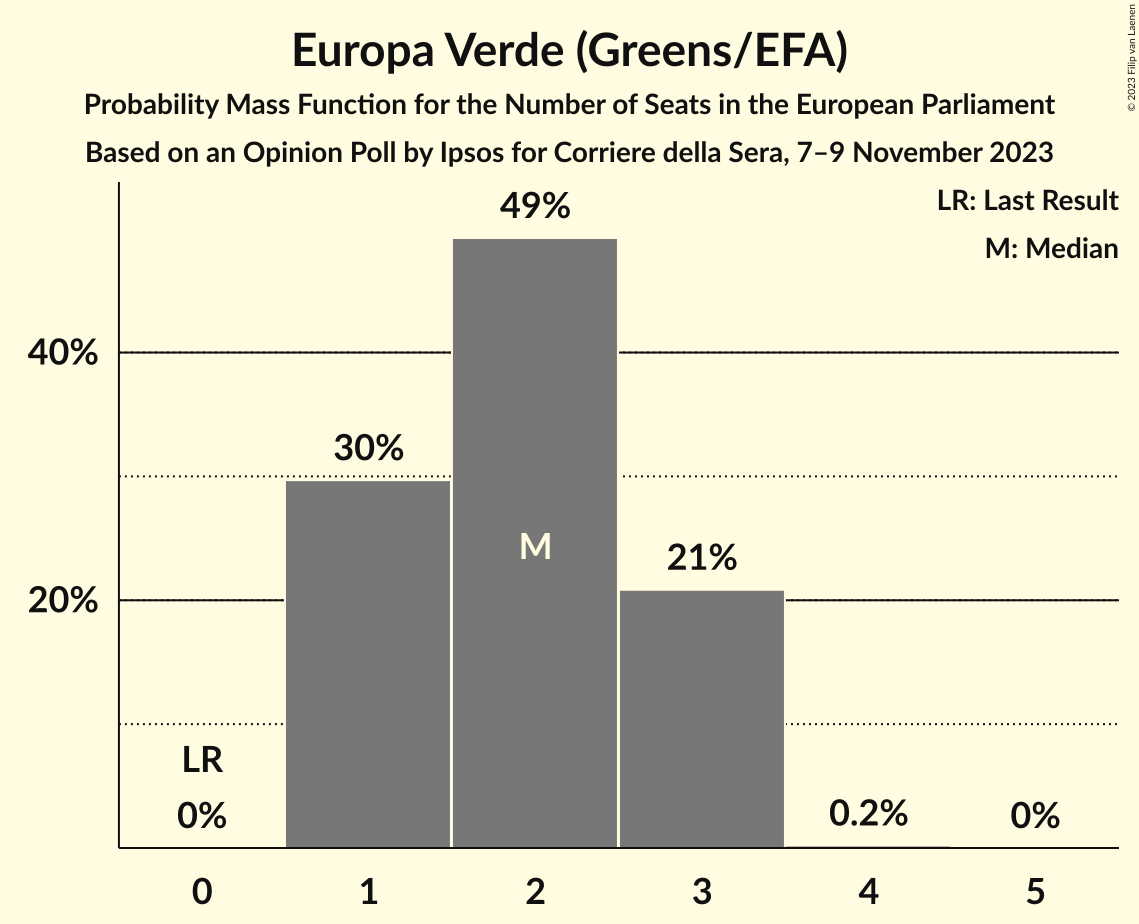 Europa Verde (Greens/EFA)
Probability Mass Function for the Number of Seats in the European Parliament
Based on an Opinion Poll by Ipsos for Corriere della Sera, 7–9 November 2023
© 2023 Filip van Laenen
LR: Last Result
M: Median
49%
40%
30%
M
21%
20%
LR
0%
0.2%
0%
0 1 2 3 4 5